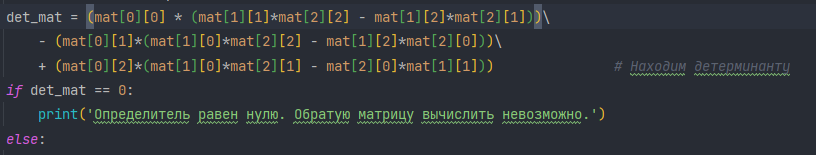 det_mat = (mat[0][0] * (mat[1][1]*mat[2][2] - mat[1][2]*mat[2][1]))\
- (mat[0][1]*(mat[1][0]*mat[2][2] - mat[1][2]*mat[2][0]))\
+ (mat[0][2]*(mat[1][0]*mat[2][1] - mat[2][0]*mat[1][1])) # Находим детерминанту
if det_mat == 0:
print('Определитель равен нулю. Обратую матрицу вычислить невозможно.')
else: